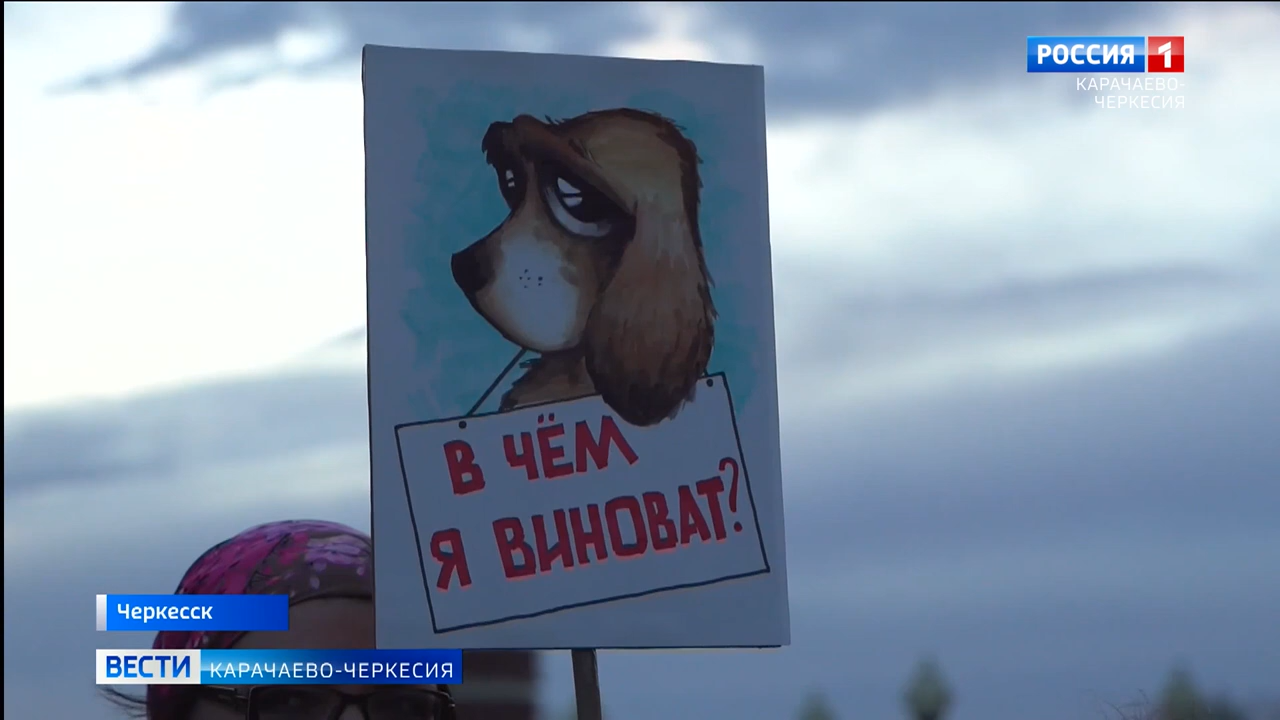 РОССИЯ 1
КАРАЧАЕВО-
ЧЕРКЕСИЯ
В ЧЁМ
Я ВИНОВАТ?
Черкесск
ВЕСТИ КАРАЧАЕВО-ЧЕРКЕСИЯ